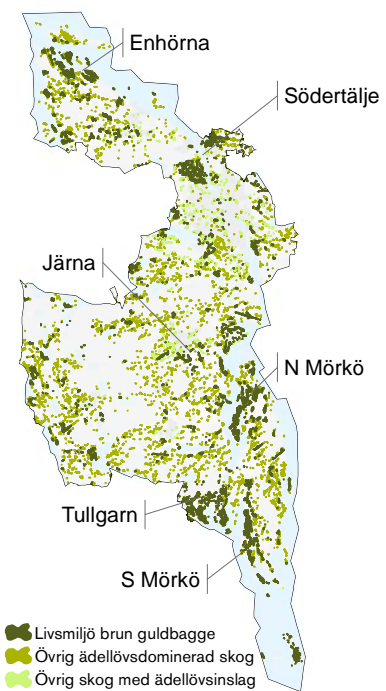 Enhörna
Södertälje
Järna
N Mörkö
Tullgarn
S Mörkö
Livsmiljö brun guldbagge
Övrig ädellövsdominerad skog
Övrig skog med ädellövsinslag